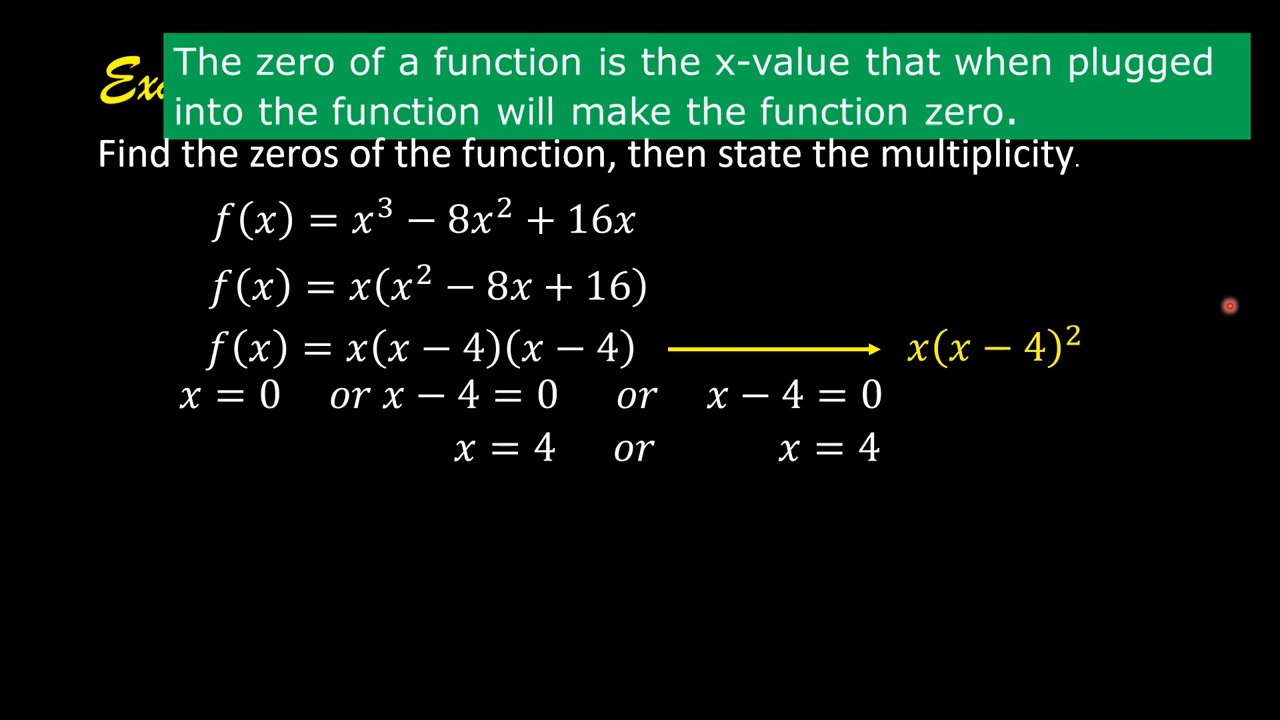 The zero of a function is the x-value that when plugged
into the function will make the function zero.
Find the zeros of the function, then state the multiplicity.
f(x) = x³ − 8x² + 16x
f(x) = x(x² − 8x + 16)
f(x) = x(x − 4)(x − 4) x(x − 4)²
x = 0 or x − 4 = 0 or x − 4 = 0
x = 4 or x = 4